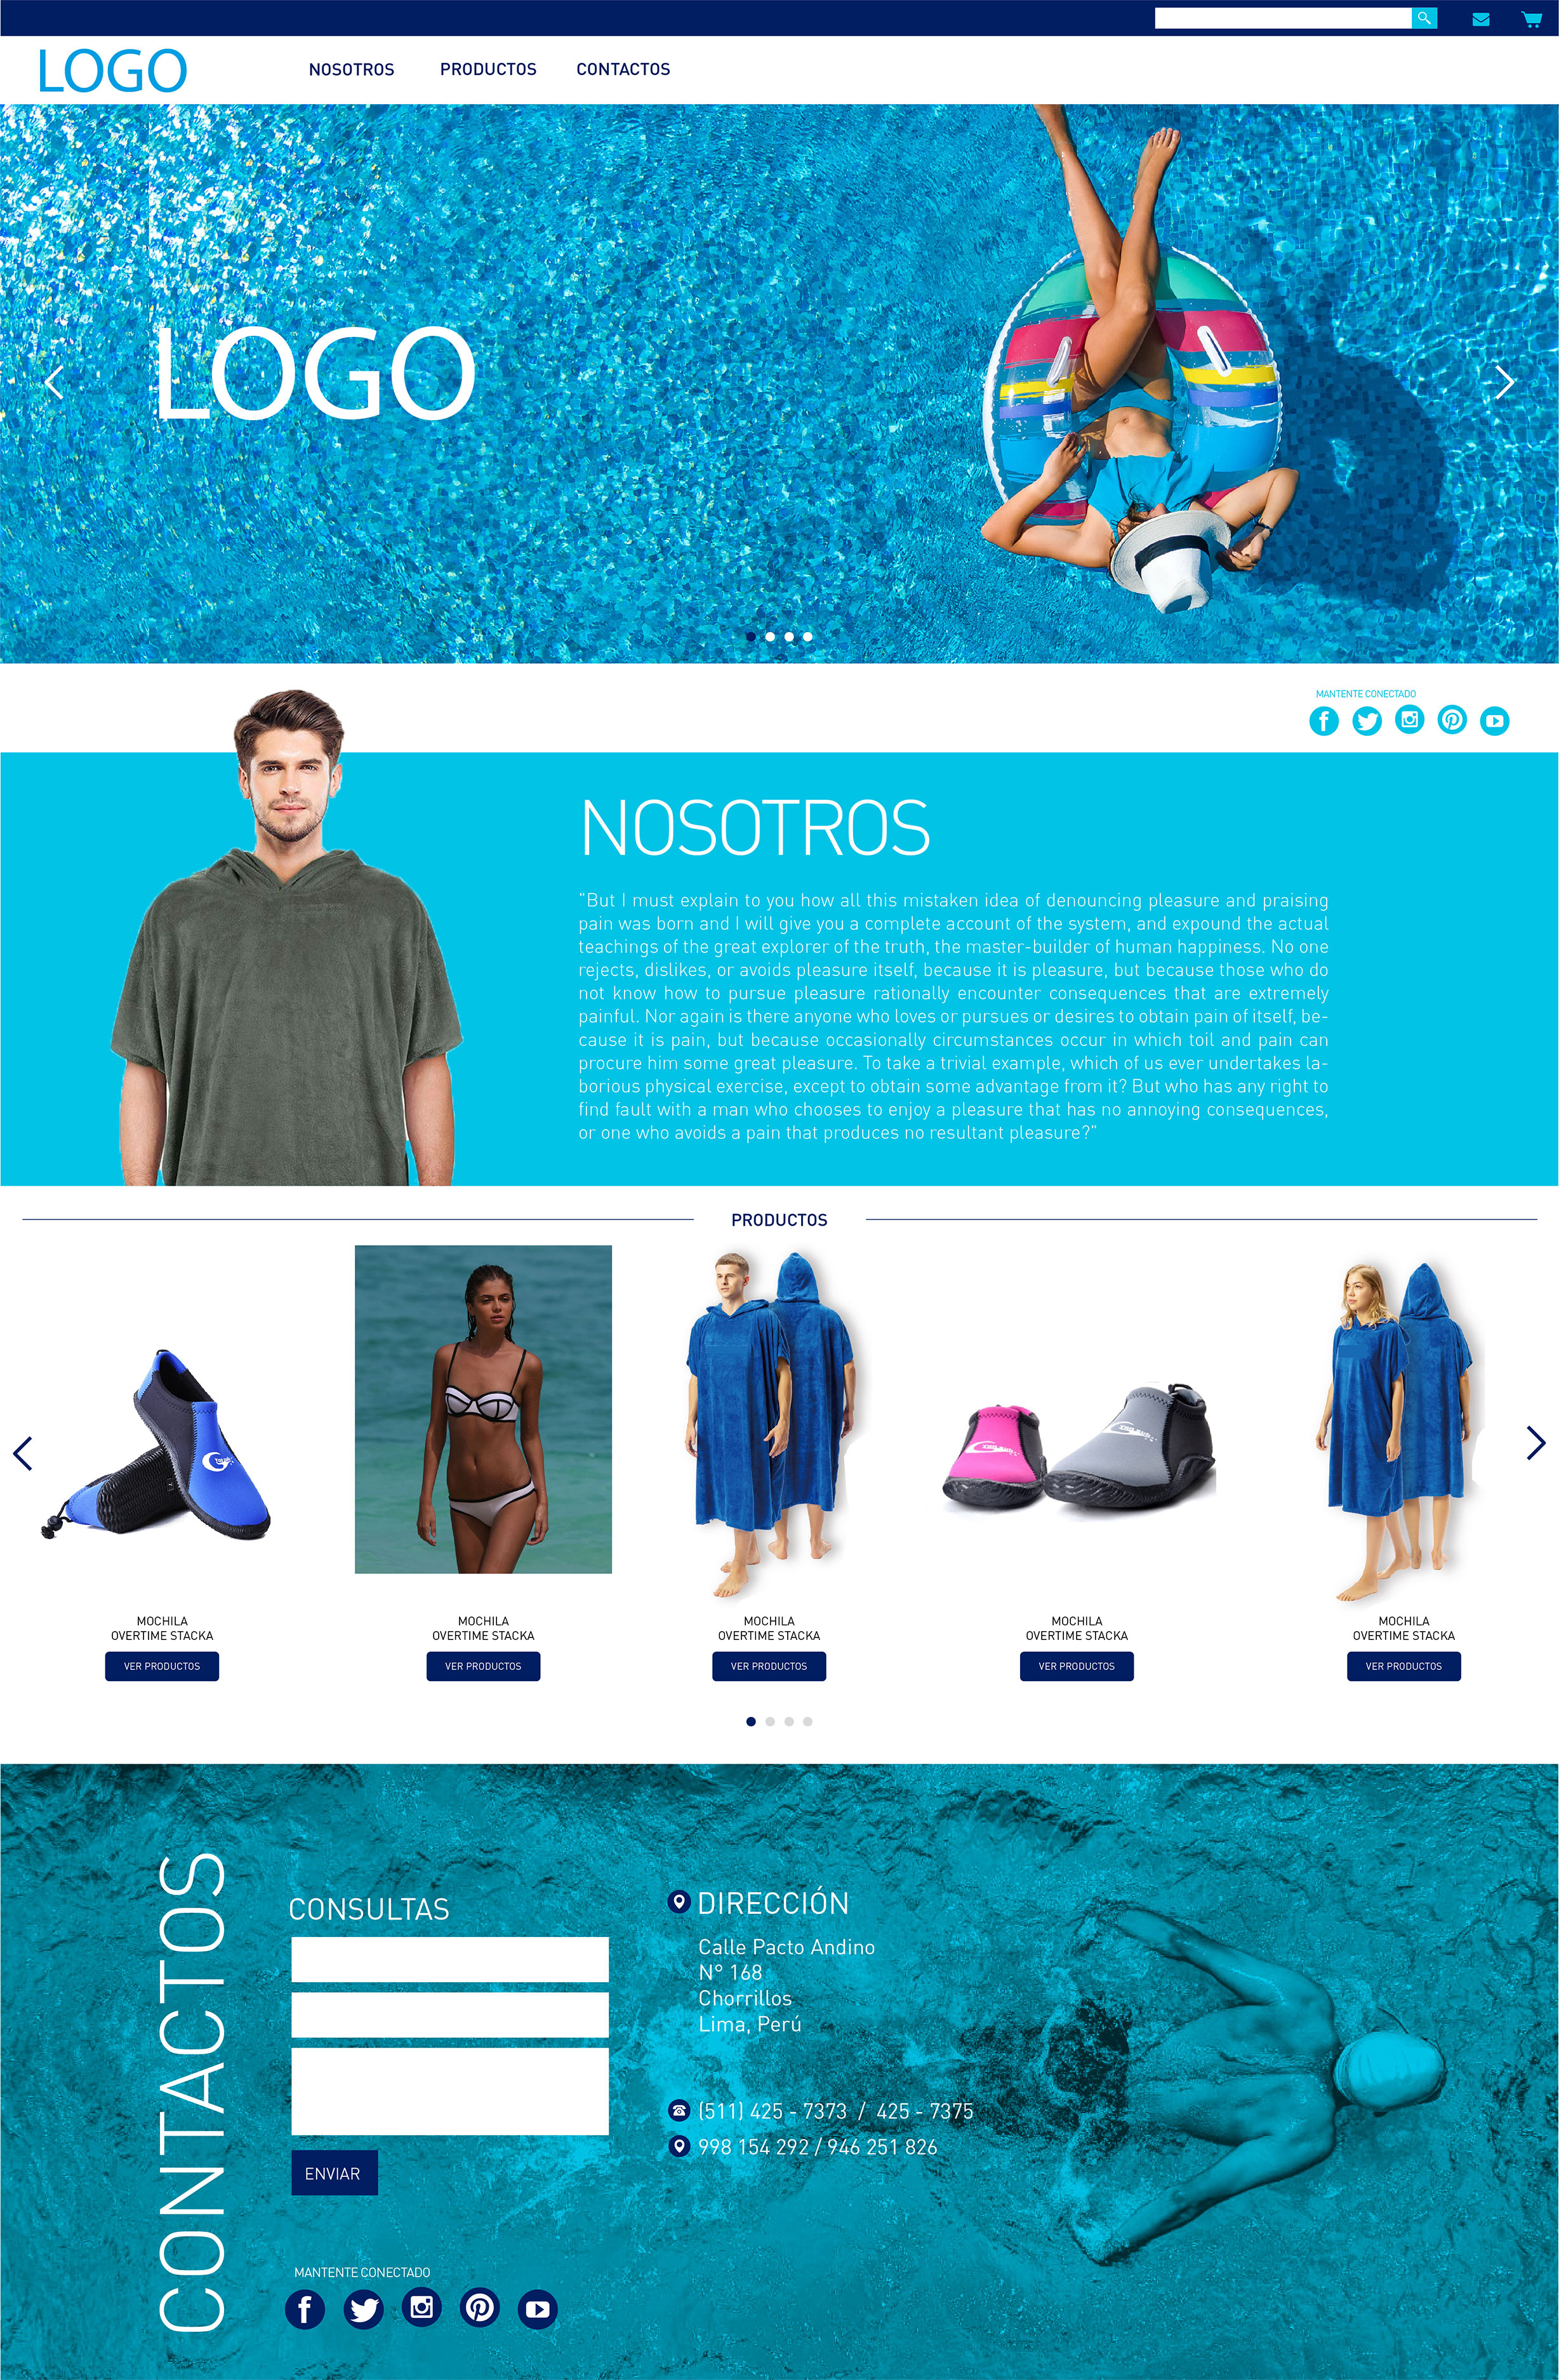 LOGO
NOSOTROS
PRODUCTOS
CONTACTOS
LOGO
MANTENTE CONECTADO
NOSOTROS
"But I must explain to you how all this mistaken idea of denouncing pleasure and praising
pain was born and I will give you a complete account of the system, and expound the actual
teachings of the great explorer of the truth, the master-builder of human happiness. No one
rejects, dislikes, or avoids pleasure itself, because it is pleasure, but because those who do
not know how to pursue pleasure rationally encounter consequences that are extremely
painful. Nor again is there anyone who loves or pursues or desires to obtain pain of itself, be-
cause it is pain, but because occasionally circumstances occur in which toil and pain can
procure him some great pleasure. To take a trivial example, which of us ever undertakes la-
borious physical exercise, except to obtain some advantage from it? But who has any right to
find fault with a man who chooses to enjoy a pleasure that has no annoying consequences,
or one who avoids a pain that produces no resultant pleasure?"
PRODUCTOS
MOCHILA
OVERTIME STACKA
VER PRODUCTOS
MOCHILA
OVERTIME STACKA
VER PRODUCTOS
MOCHILA
OVERTIME STACKA
VER PRODUCTOS
MOCHILA
OVERTIME STACKA
VER PRODUCTOS
MOCHILA
OVERTIME STACKA
VER PRODUCTOS
CONTACTOS
CONSULTAS
ENVIAR
MANTENTE CONECTADO
DIRECCIÓN
Calle Pacto Andino
N° 168
Chorrillos
Lima, Perú
(511) 425 - 7373 / 425 - 7375
998 154 292 / 946 251 826